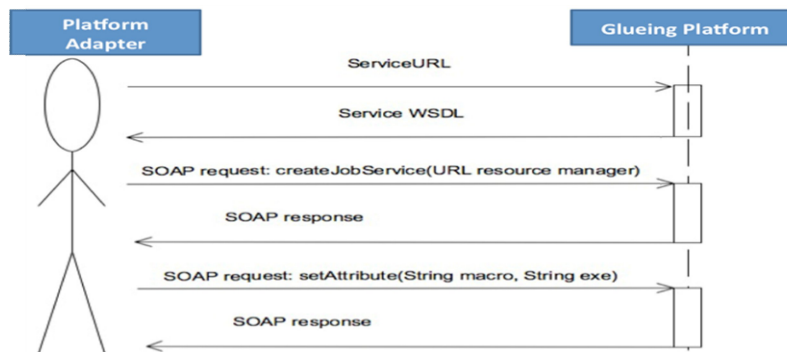 Platform
Adapter
Glueing Platform
ServiceURL
Service WSDL
SOAP request: createJobService(URL resource manager)
SOAP response
SOAP request: setAttribute(String macro, String exe)
SOAP response